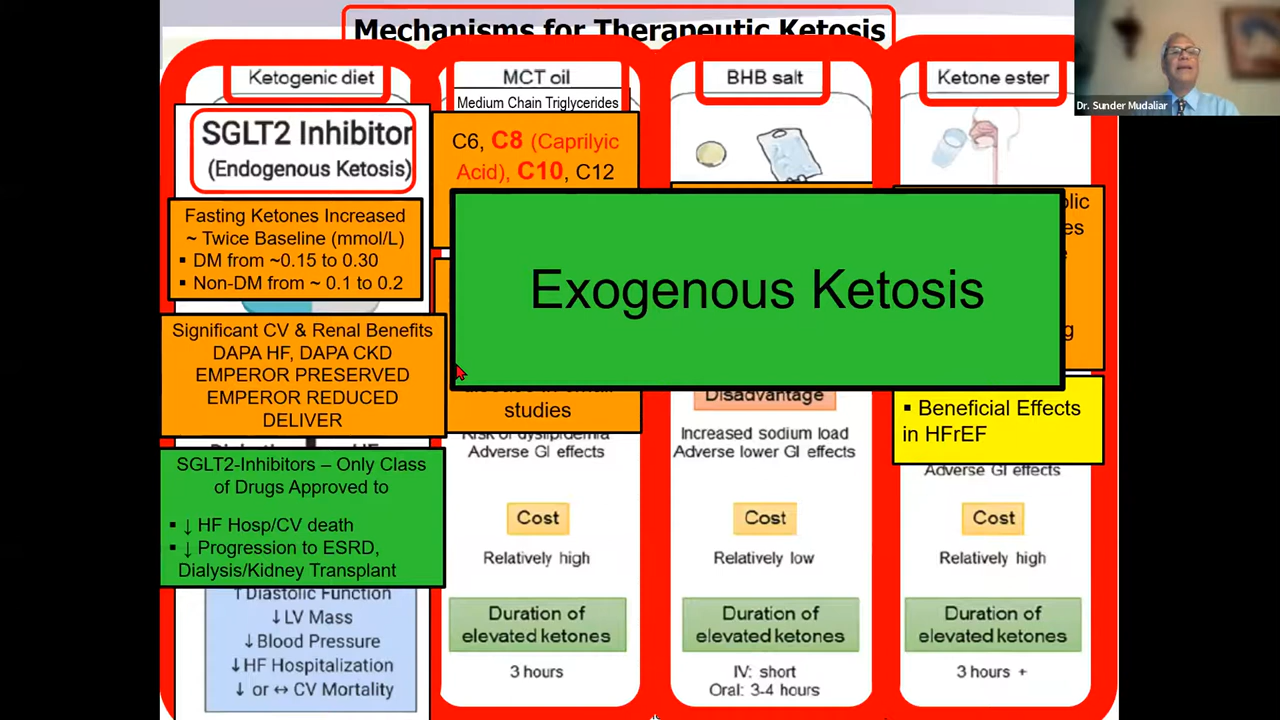 Mechanisms for Therapeutic Ketosis
Dr. Sunder Mudaliar
Ketogenic diet
SGLT2 Inhibitor
(Endogenous Ketosis)
Fasting Ketones Increased
~ Twice Baseline (mmol/L)
▪ DM from ~0.15 to 0.30
▪ Non-DM from ~ 0.1 to 0.2
Significant CV & Renal Benefits
DAPA HF, DAPA CKD
EMPEROR PRESERVED
EMPEROR REDUCED
DELIVER
SGLT2-Inhibitors – Only Class
of Drugs Approved to
▪ ↓ HF Hosp/CV death
▪ ↓ Progression to ESRD,
Dialysis/Kidney Transplant
↑Diastolic Function
↓LV Mass
↓Blood Pressure
↓HF Hospitalization
↓ or ↔ CV Mortality
MCT oil
Medium Chain Triglycerides
C6, C8 (Caprilyic
Acid), C10, C12
Exogenous Ketosis
studies
Risk of dyslipidemia
Adverse GI effects
Cost
Relatively high
Duration of
elevated ketones
3 hours
BHB salt
Disadvantage
Increased sodium load
Adverse lower GI effects
Cost
Relatively low
Duration of
elevated ketones
IV: short
Oral: 3-4 hours
Ketone ester
▪ Beneficial Effects
in HFrEF
Adverse GI effects
Cost
Relatively high
Duration of
elevated ketones
3 hours +